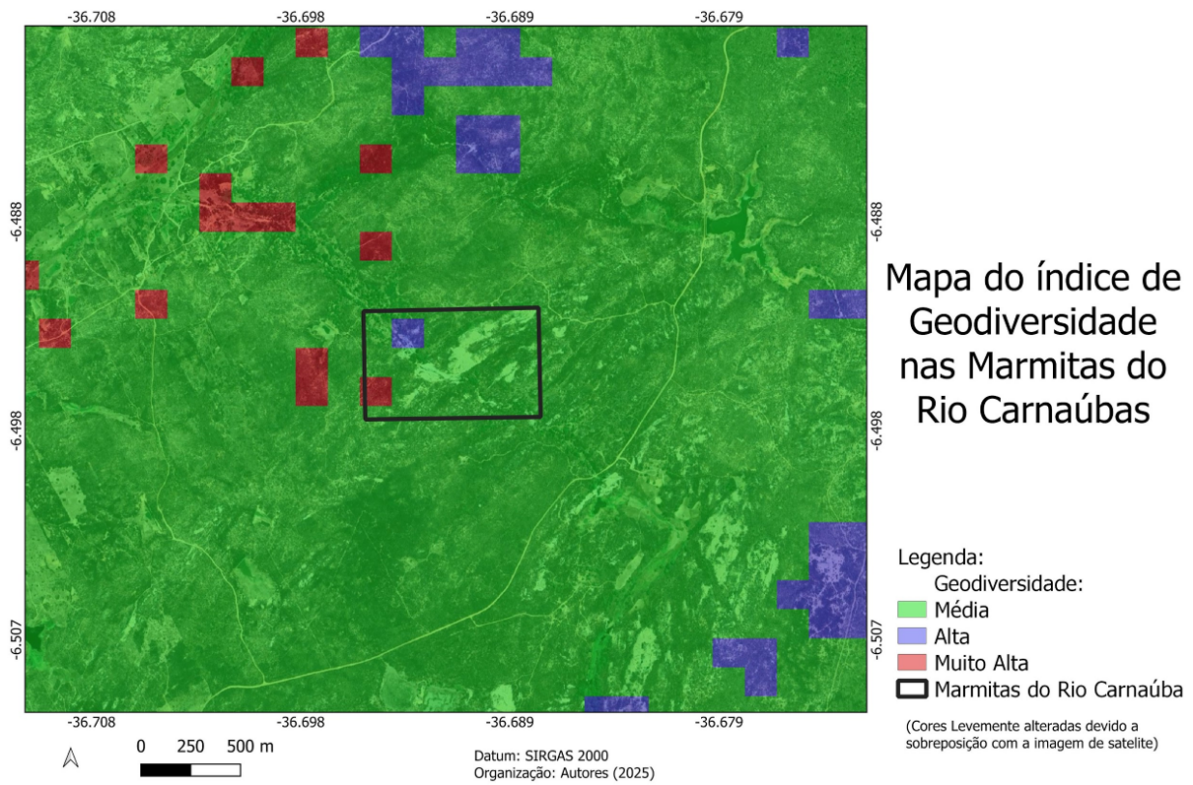 -36.708
-36.698
-36.689
-36.679
-6.488
-6.488
-6.498
-6.498
-6.507
-6.507
Mapa do índice de
Geodiversidade
nas Marmitas do
Rio Carnaúbas
Legenda:
Geodiversidade:
Média
Alta
Muito Alta
Marmitas do Rio Carnaúba
(Cores Levemente alteradas devido a
sobreposição com a imagem de satelite)
-36.708
-36.698
-36.689
-36.679
0 250 500 m
Datum: SIRGAS 2000
Organização: Autores (2025)